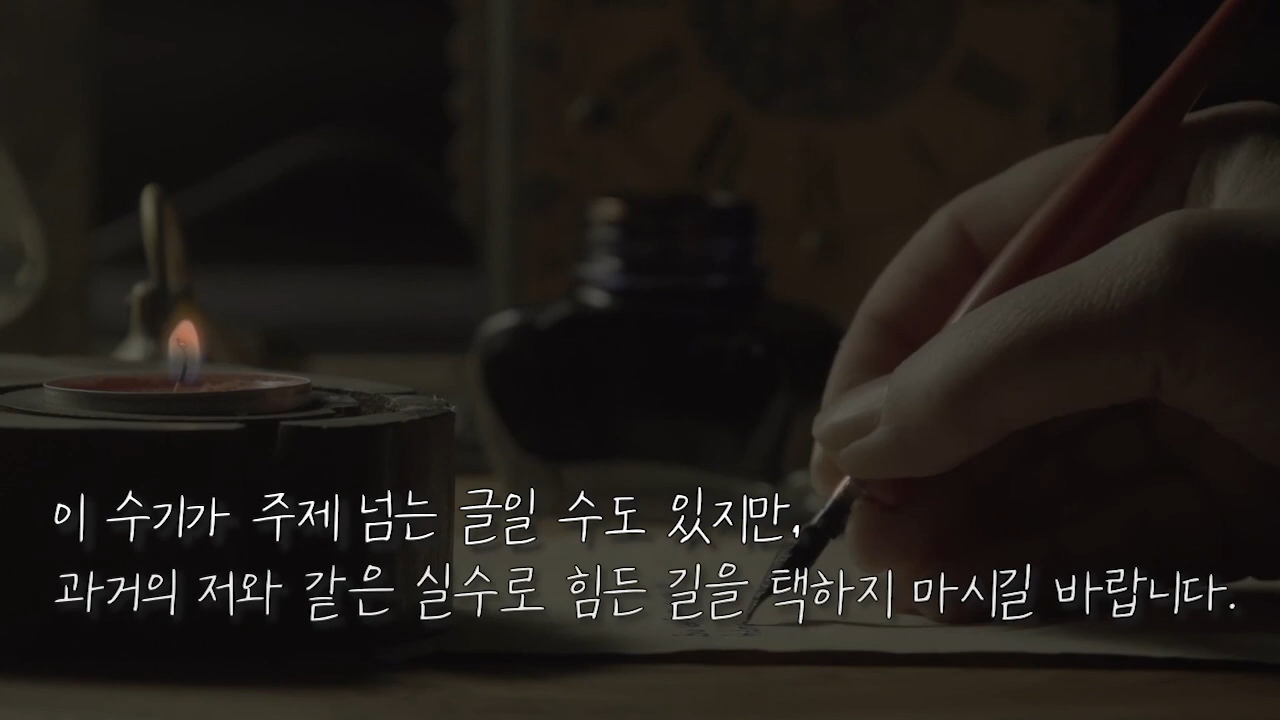 이 수기가 주제 넘는 글일 수도 있지만,
과거의 저와 같은 실수로 힘든 길을 택하지 마시길 바랍니다.